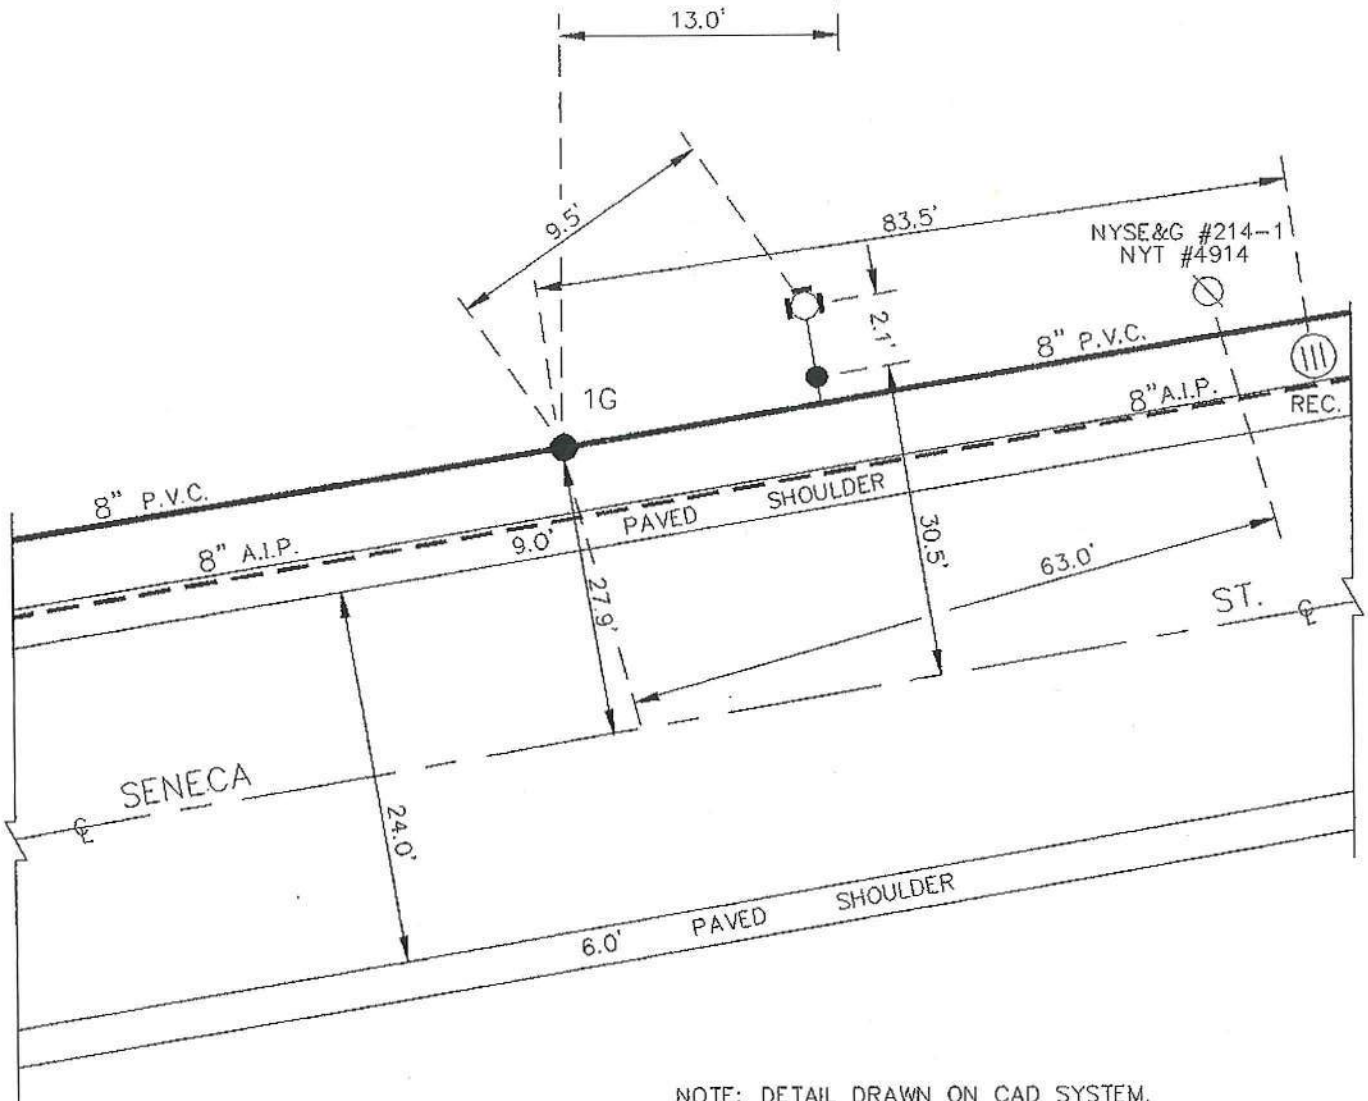 13.0'
9.5'
83.5'
NYSE&G #214-1
NYT #4914
2.1'
8" P.V.C.
1G
III
8" A.I.P.
REC.
8" P.V.C.
SHOULDER
PAVED
9.0'
8" A.I.P.
30.5'
63.0'
27.9'
ST.
℄
SENECA
℄
24.0'
SHOULDER
PAVED
6.0'
NOTE: DETAIL DRAWN ON CAD SYSTEM.